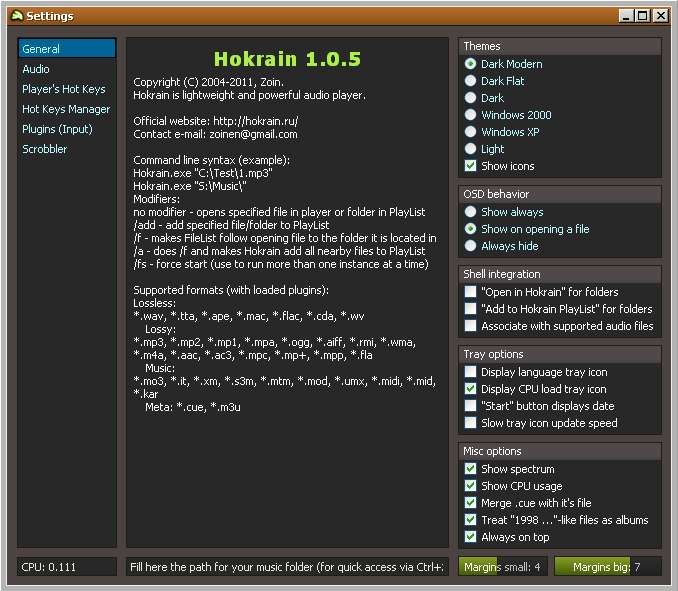 Settings
General
Audio
Player's Hot Keys
Hot Keys Manager
Plugins (Input)
Scrobbler
Hokrain 1.0.5
Copyright (C) 2004-2011, Zoin.
Hokrain is lightweight and powerful audio player.
Official website: http://hokrain.ru/
Contact e-mail: zoinen@gmail.com
Command line syntax (example):
Hokrain.exe "C:\Test\1.mp3"
Hokrain.exe "S:\Music\"
Modifiers:
no modifier - opens specified file in player or folder in PlayList
/add - add specified file/folder to PlayList
/f - makes FileList follow opening file to the folder it is located in
/a - does /f and makes Hokrain add all nearby files to PlayList
/fs - force start (use to run more than one instance at a time)
Supported formats (with loaded plugins):
Lossless:
*.wav, *.tta, *.ape, *.mac, *.flac, *.cda, *.wv
Lossy:
*.mp3, *.mp2, *.mp1, *.mpa, *.ogg, *.aiff, *.rmi, *.wma,
*.m4a, *.aac, *.ac3, *.mpc, *.mp+, *.mpp, *.fla
Music:
*.mo3, *.it, *.xm, *.s3m, *.mtm, *.mod, *.umx, *.midi, *.mid,
*.kar
Meta: *.cue, *.m3u
Themes
Dark Modern
Dark Flat
Dark
Windows 2000
Windows XP
Light
Show icons
OSD behavior
Show always
Show on opening a file
Always hide
Shell integration
"Open in Hokrain" for folders
"Add to Hokrain PlayList" for folders
Associate with supported audio files
Tray options
Display language tray icon
Display CPU load tray icon
"Start" button displays date
Slow tray icon update speed
Misc options
Show spectrum
Show CPU usage
Merge .cue with it's file
Treat "1998 ..."-like files as albums
Always on top
CPU: 0.111
Fill here the path for your music folder (for quick access via Ctrl+
Margins small: 4
Margins big: 7